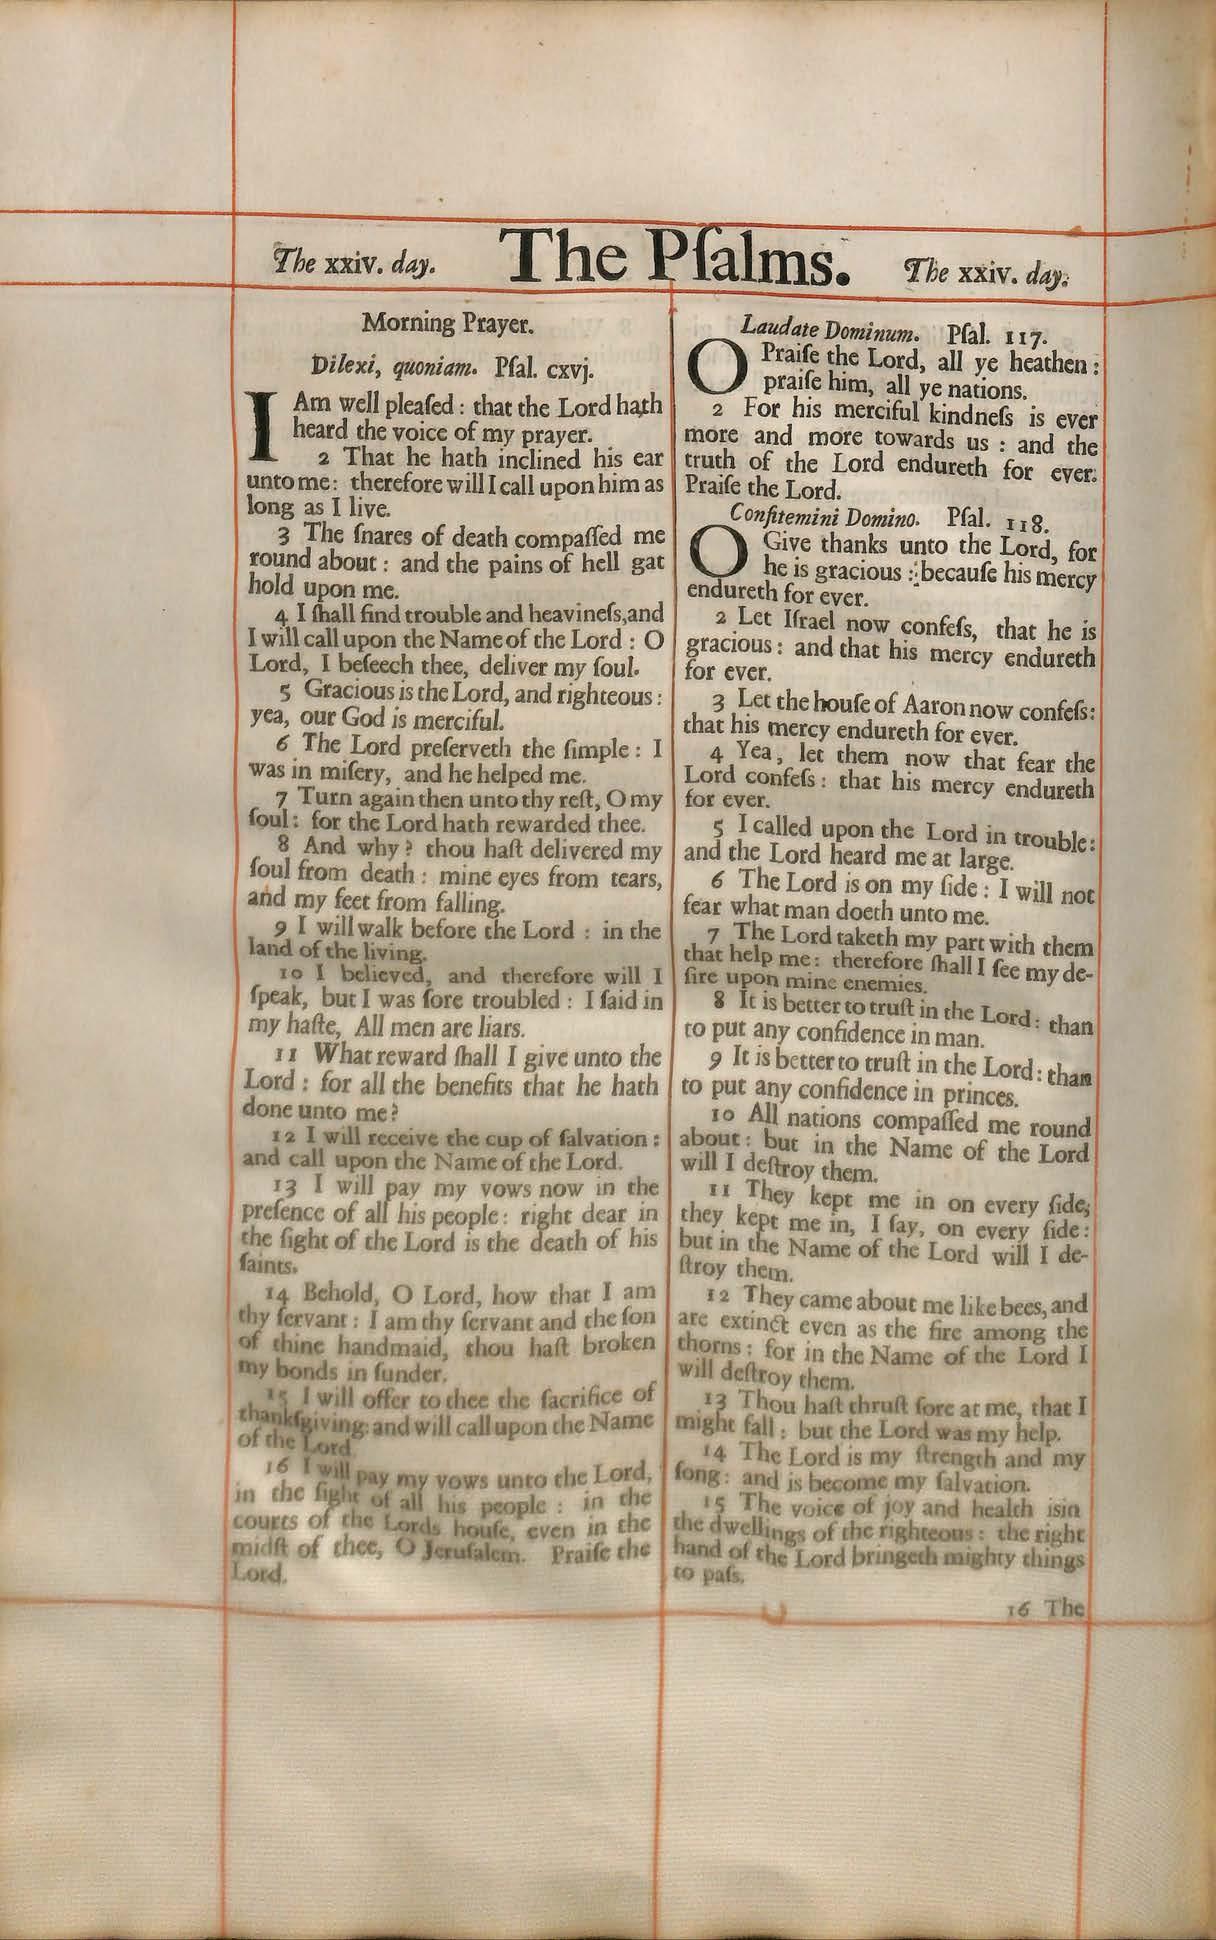 The xxiv. day. The Pſalms. The xxiv. day.
Morning Prayer.
Dilexi, quoniam. Pſal. cxvj.
I Am well pleaſed : that the Lord hath
heard the voice of my prayer.
2 That he hath inclined his ear
unto me: therefore will I call upon him as
long as I live.
3 The ſnares of death compaſſed me
round about : and the pains of hell gat
hold upon me.
4 I ſhall find trouble and heavineſs, and
I will call upon the Name of the Lord : O
Lord, I beſeech thee, deliver my ſoul.
5 Gracious is the Lord, and righteous :
yea, our God is merciful.
6 The Lord preſerveth the ſimple : I
was in miſery, and he helped me.
7 Turn again then unto thy reſt, O my
ſoul : for the Lord hath rewarded thee.
8 And why? thou haſt delivered my
ſoul from death : mine eyes from tears,
and my feet from falling.
9 I will walk before the Lord : in the
land of the living.
10 I believed, and therefore will I
ſpeak, but I was ſore troubled : I ſaid in
my haſte, All men are liars.
11 What reward ſhall I give unto the
Lord : for all the benefits that he hath
done unto me?
12 I will receive the cup of ſalvation :
and call upon the Name of the Lord.
13 I will pay my vows now in the
preſence of all his people : right dear in
the ſight of the Lord is the death of his
ſaints.
14 Behold, O Lord, how that I am
thy ſervant : I am thy ſervant and the ſon
of thine handmaid, thou haſt broken
my bonds in ſunder.
15 I will offer to thee the ſacrifice of
thankſgiving: and will call upon the Name
of the Lord.
16 I will pay my vows unto the Lord,
in the ſight of all his people : in the
courts of the Lords houſe, even in the
midſt of thee, O Jeruſalem. Praiſe the
Lord.
Laudate Dominum. Pſal. 117.
O Praiſe the Lord, all ye heathen :
praiſe him, all ye nations.
2 For his merciful kindneſs is ever
more and more towards us : and the
truth of the Lord endureth for ever.
Praiſe the Lord.
Confitemini Domino. Pſal. 118.
O Give thanks unto the Lord, for
he is gracious : becauſe his mercy
endureth for ever.
2 Let Iſrael now confeſs, that he is
gracious : and that his mercy endureth
for ever.
3 Let the houſe of Aaron now confeſs:
that his mercy endureth for ever.
4 Yea, let them now that fear the
Lord confeſs : that his mercy endureth
for ever.
5 I called upon the Lord in trouble:
and the Lord heard me at large.
6 The Lord is on my ſide : I will not
fear what man doeth unto me.
7 The Lord taketh my part with them
that help me : therefore ſhall I ſee my de-
ſire upon mine enemies.
8 It is better to truſt in the Lord : than
to put any confidence in man.
9 It is better to truſt in the Lord : than
to put any confidence in princes.
10 All nations compaſſed me round
about : but in the Name of the Lord
will I deſtroy them.
11 They kept me in on every ſide,
they kept me in, I ſay, on every ſide :
but in the Name of the Lord will I de-
ſtroy them.
12 They came about me like bees, and
are extinct even as the fire among the
thorns : for in the Name of the Lord I
will deſtroy them.
13 Thou haſt thruſt ſore at me, that I
might fall : but the Lord was my help.
14 The Lord is my ſtrength and my
ſong : and is become my ſalvation.
15 The voice of joy and health is in
the dwellings of the righteous : the right
hand of the Lord bringeth mighty things
to paſs.
16 The